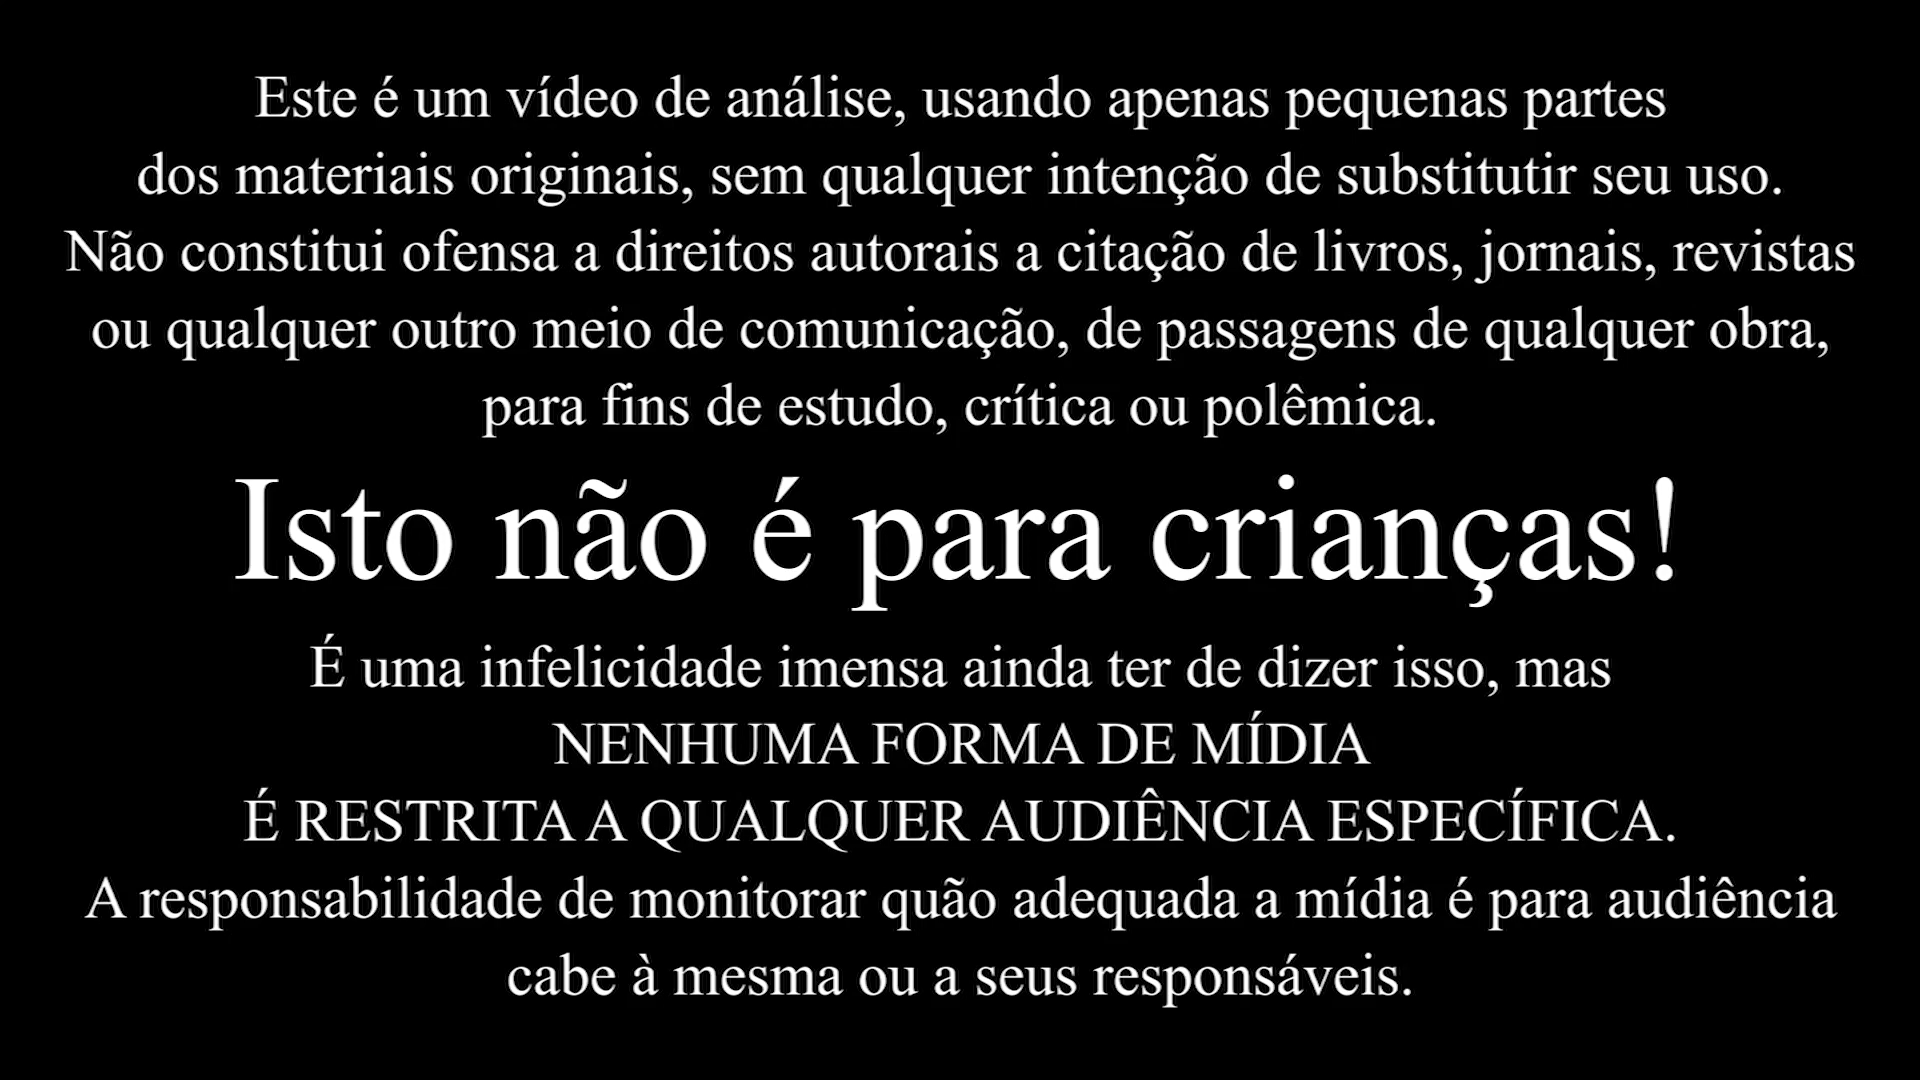 Este é um vídeo de análise, usando apenas pequenas partes
dos materiais originais, sem qualquer intenção de substitutir seu uso.
Não constitui ofensa a direitos autorais a citação de livros, jornais, revistas
ou qualquer outro meio de comunicação, de passagens de qualquer obra,
para fins de estudo, crítica ou polêmica.
Isto não é para crianças!
É uma infelicidade imensa ainda ter de dizer isso, mas
NENHUMA FORMA DE MÍDIA
É RESTRITA A QUALQUER AUDIÊNCIA ESPECÍFICA.
A responsabilidade de monitorar quão adequada a mídia é para audiência
cabe à mesma ou a seus responsáveis.